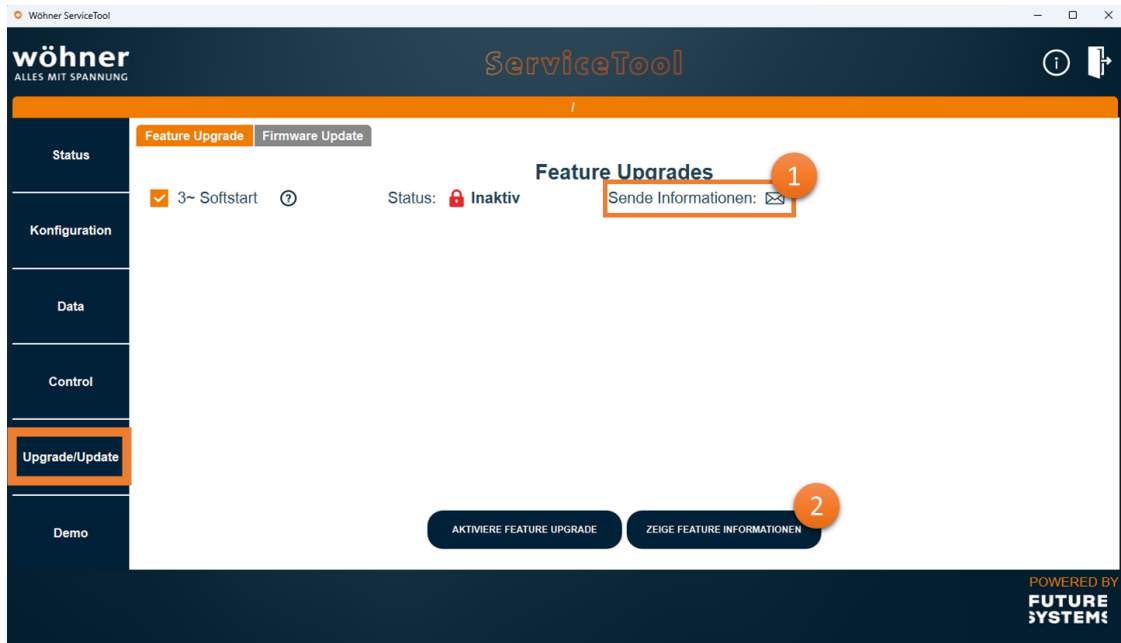 Wöhner ServiceTool
wöhner
ALLES MIT SPANNUNG
ServiceTool
/
Status
Konfiguration
Data
Control
Upgrade/Update
Demo
Feature Upgrade
Firmware Update
Feature Upgrades
1
3~ Softstart
Status: Inaktiv
Sende Informationen:
2
AKTIVIERE FEATURE UPGRADE
ZEIGE FEATURE INFORMATIONEN
POWERED BY
FUTURE
SYSTEMS